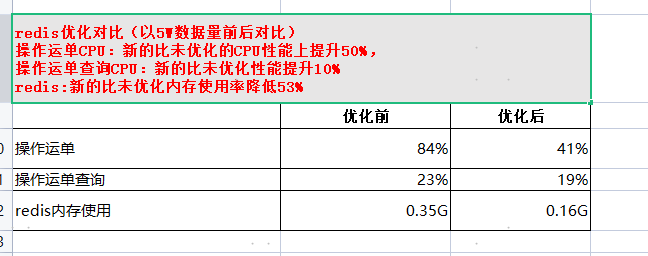 redis优化对比（以5W数据量前后对比）
操作运单CPU：新的比未优化的CPU性能上提升50%，
操作运单查询CPU：新的比未优化性能提升10%
redis:新的比未优化内存使用率降低53%
优化前 优化后
操作运单 84% 41%
操作运单查询 23% 19%
redis内存使用 0.35G 0.16G